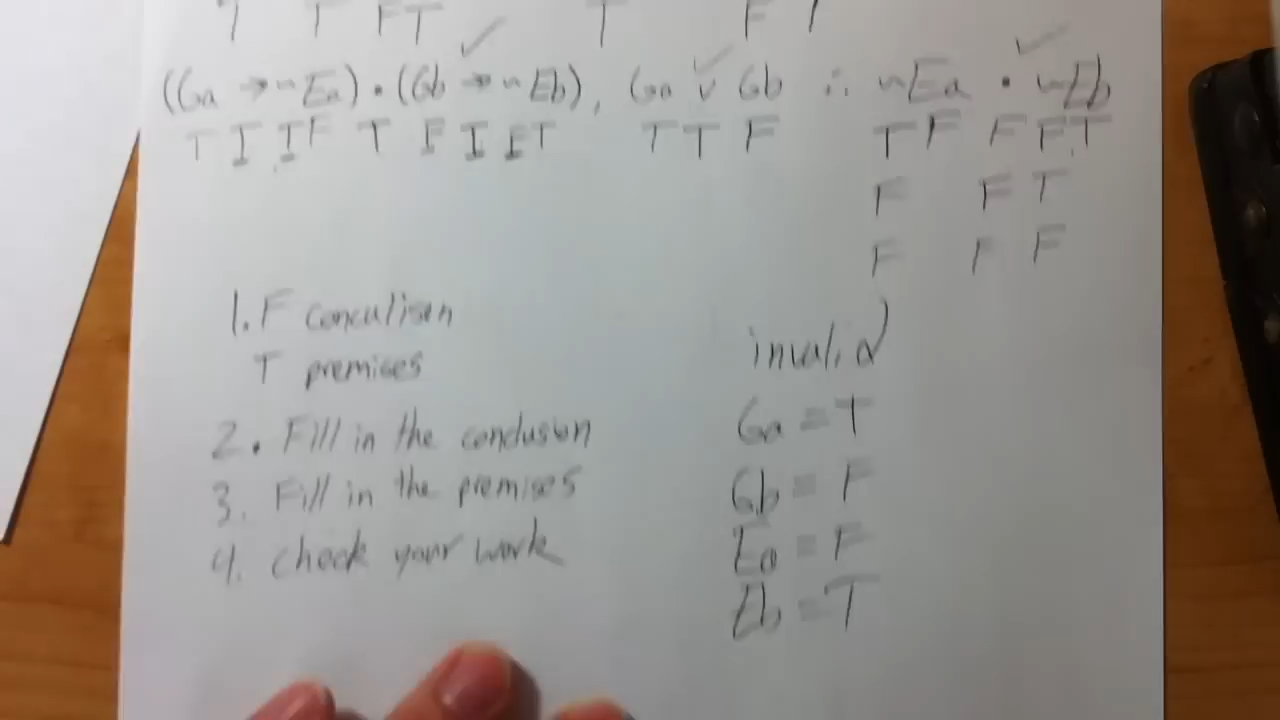 T T F T T F T
✓ ✓ ✓
(Ga → ~Ea) • (Gb → ~Eb), Ga v Gb ∴ ~Ea • ~Eb
T T T F T F T F T T T F T F F F T
F F T
F F F
1. F conculisen
T premises
2. Fill in the conclusion
3. Fill in the premises
4. check your work
invalid
Ga = T
Gb = F
Ea = F
Eb = T